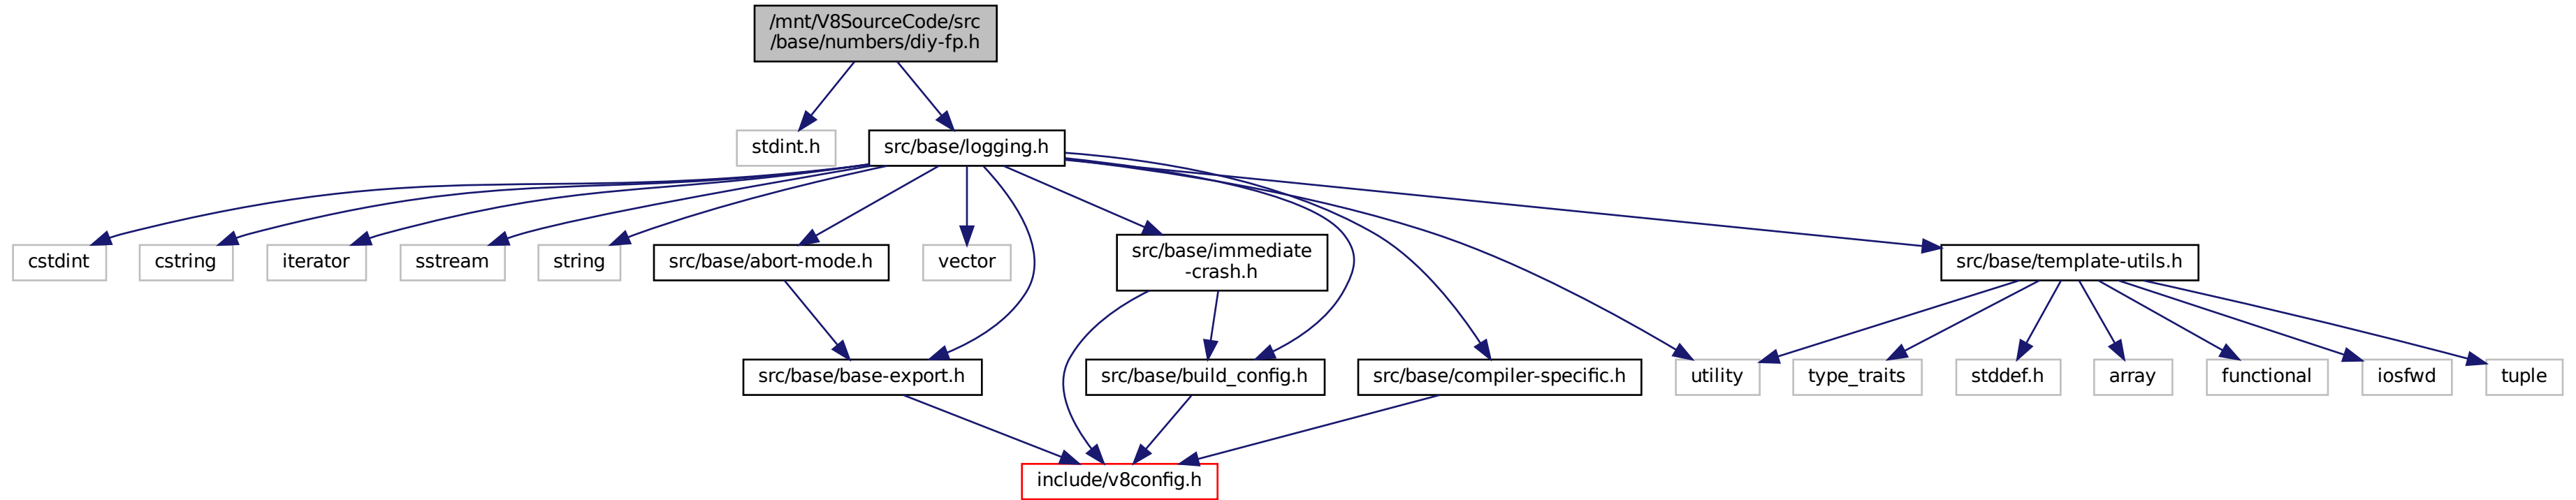 /mnt/V8SourceCode/src
/base/numbers/diy-fp.h
stdint.h
src/base/logging.h
cstdint
cstring
iterator
sstream
string
src/base/abort-mode.h
vector
src/base/immediate
-crash.h
src/base/template-utils.h
src/base/base-export.h
src/base/build_config.h
src/base/compiler-specific.h
utility
type_traits
stddef.h
array
functional
iosfwd
tuple
include/v8config.h